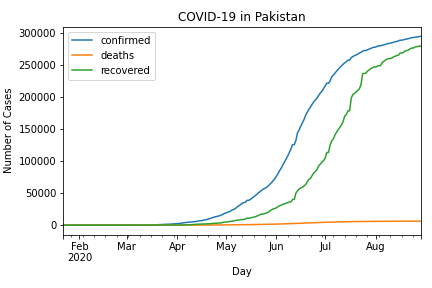 COVID-19 in Pakistan
confirmed
deaths
recovered
300000
250000
200000
150000
100000
50000
0
Number of Cases
Feb Mar Apr May Jun Jul Aug
2020
Day